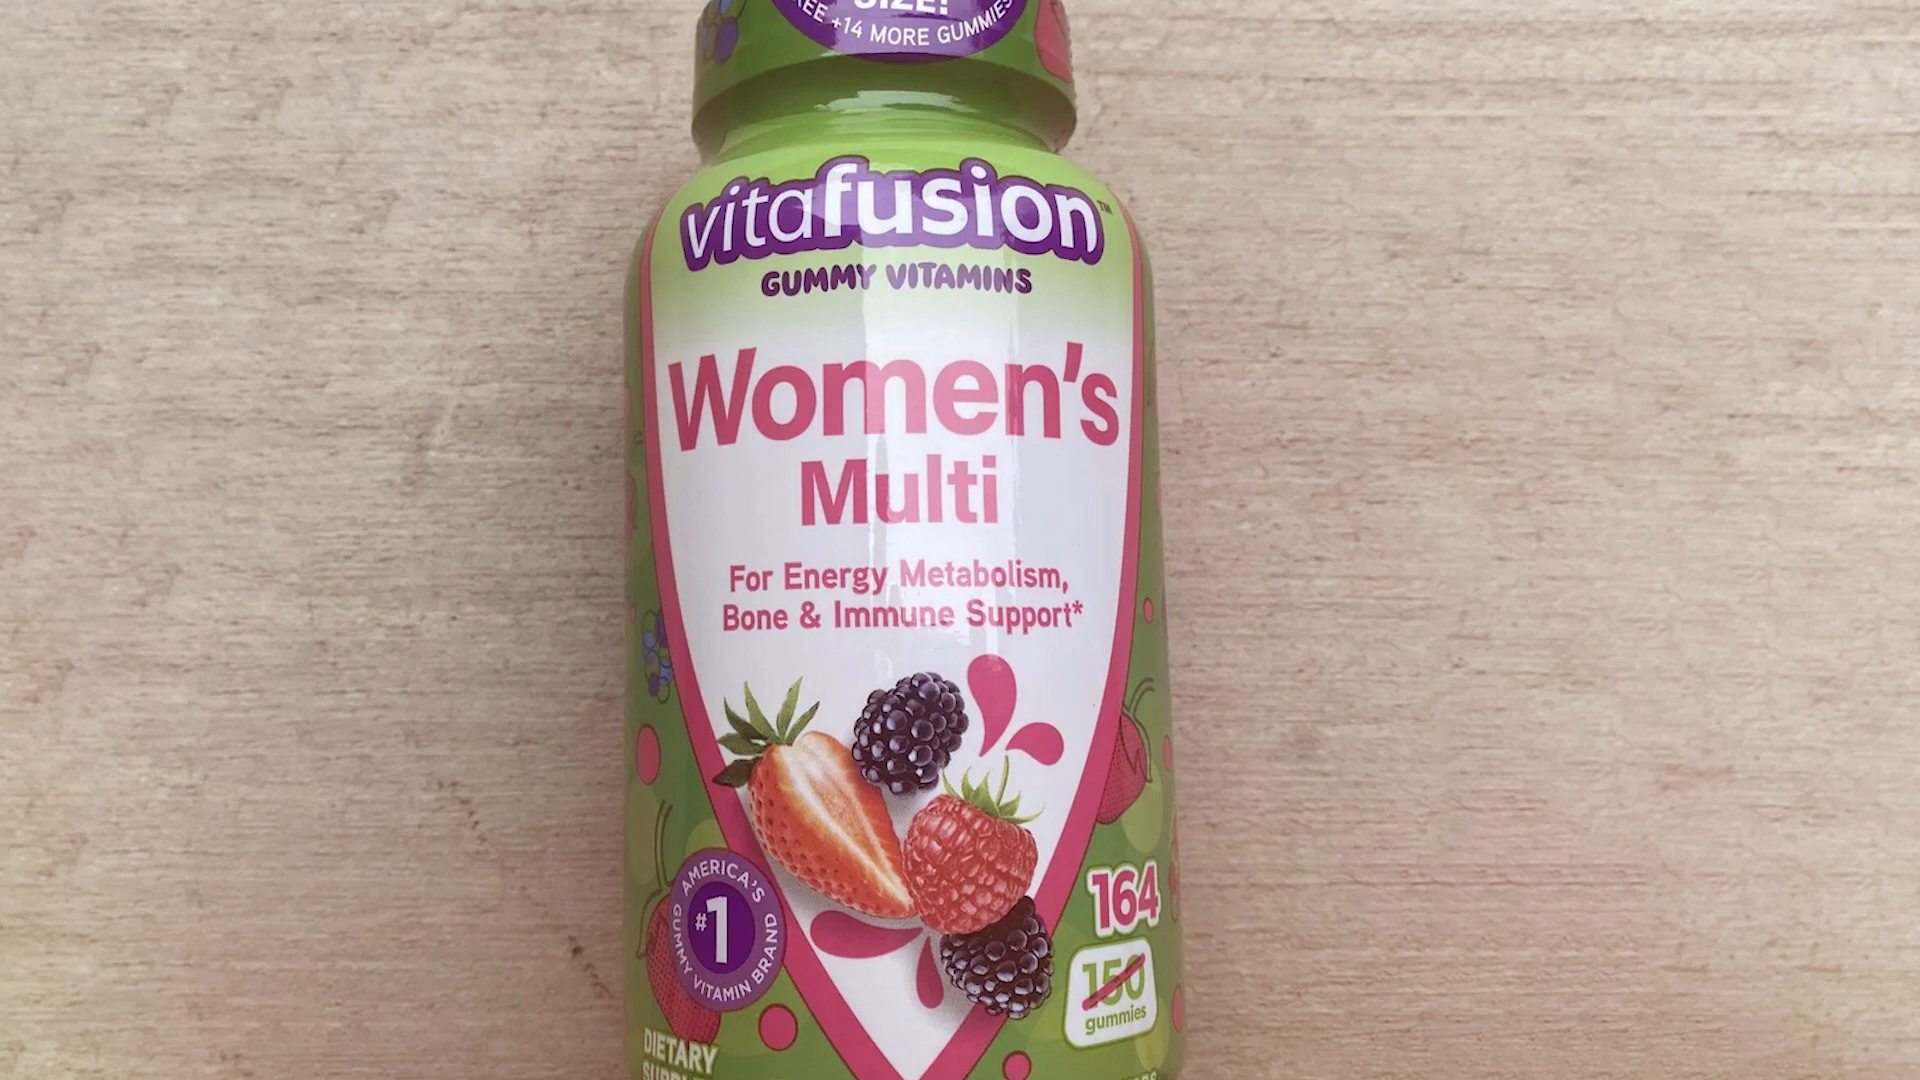 SIZE!
+14 MORE GUMMIES
vitafusion™
GUMMY VITAMINS
Women's
Multi
For Energy Metabolism,
Bone & Immune Support*
AMERICA'S
#1
GUMMY VITAMIN BRAND
164
150
gummies
DIETARY